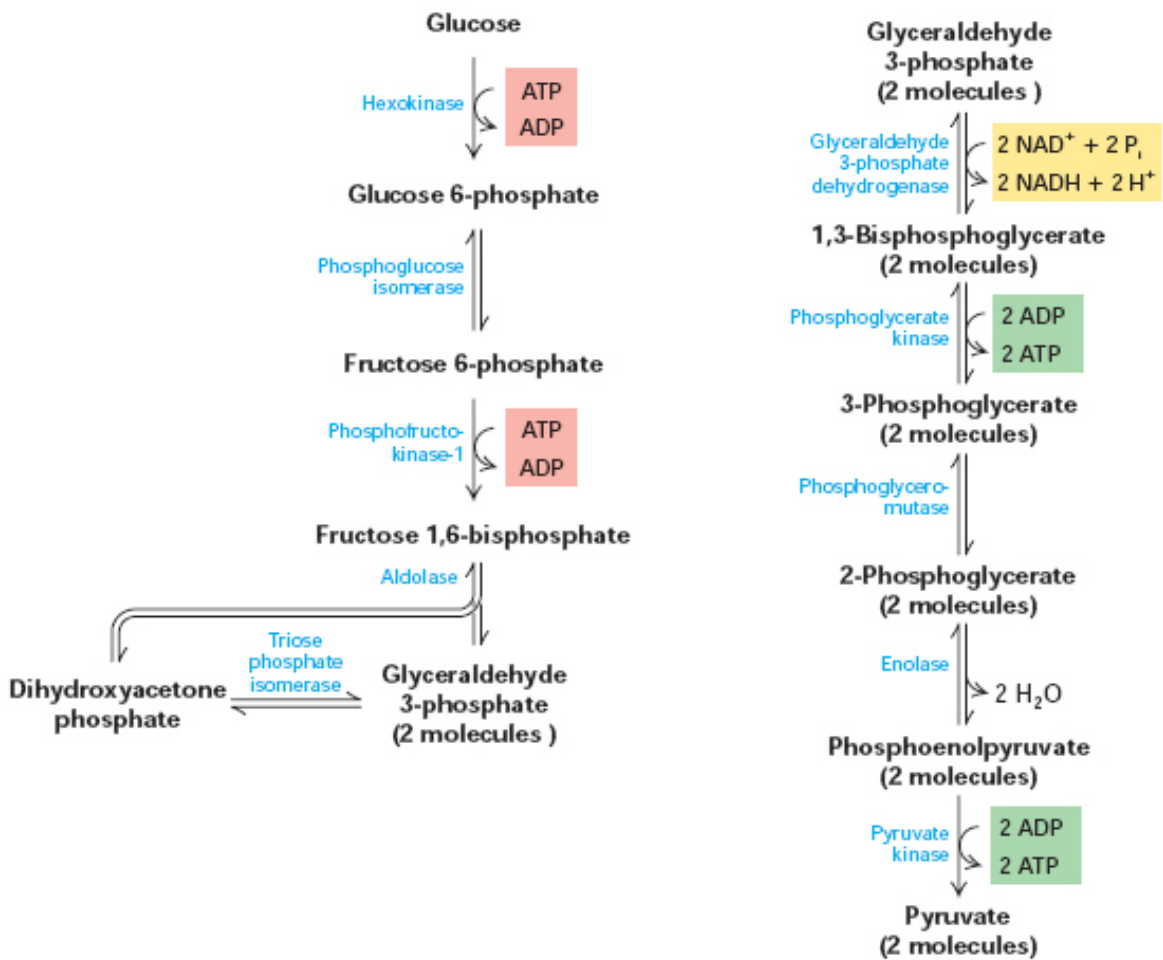 Glucose
Hexokinase
ATP
ADP
Glucose 6-phosphate
Phosphoglucose
isomerase
Fructose 6-phosphate
Phosphofructo-
kinase-1
ATP
ADP
Fructose 1,6-bisphosphate
Aldolase
Triose
phosphate
isomerase
Dihydroxyacetone
phosphate
Glyceraldehyde
3-phosphate
(2 molecules )
Glyceraldehyde
3-phosphate
(2 molecules )
Glyceraldehyde
3-phosphate
dehydrogenase
2 NAD⁺ + 2 Pᵢ
2 NADH + 2 H⁺
1,3-Bisphosphoglycerate
(2 molecules)
Phosphoglycerate
kinase
2 ADP
2 ATP
3-Phosphoglycerate
(2 molecules)
Phosphoglycero-
mutase
2-Phosphoglycerate
(2 molecules)
Enolase
2 H₂O
Phosphoenolpyruvate
(2 molecules)
Pyruvate
kinase
2 ADP
2 ATP
Pyruvate
(2 molecules)